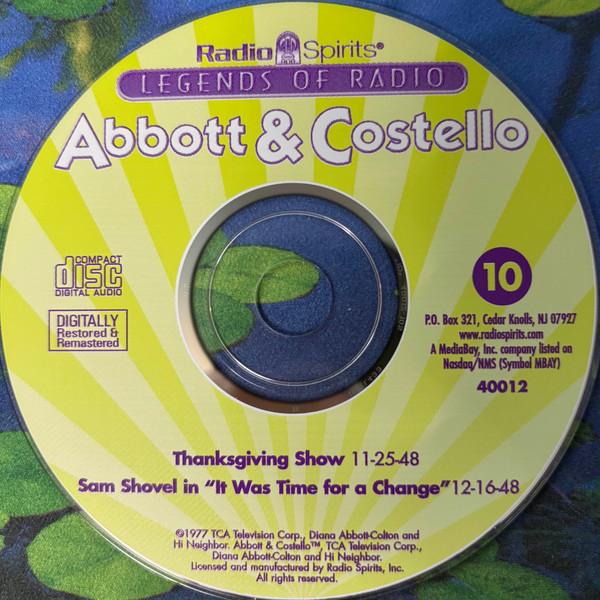 Radio Spirits®
LEGENDS OF RADIO
Abbott & Costello
COMPACT
disc
DIGITAL AUDIO
DIGITALLY
Restored &
Remastered
10
P.O. Box 321, Cedar Knolls, NJ 07927
www.radiospirits.com
A MediaBay, Inc. company listed on
Nasdaq/NMS (Symbol MBAY)
40012
Thanksgiving Show 11-25-48
Sam Shovel in “It Was Time for a Change” 12-16-48
©1977 TCA Television Corp., Diana Abbott-Colton and
Hi Neighbor. Abbott & Costello™, TCA Television Corp.,
Diana Abbott-Colton and Hi Neighbor.
Licensed and manufactured by Radio Spirits, Inc.
All rights reserved.